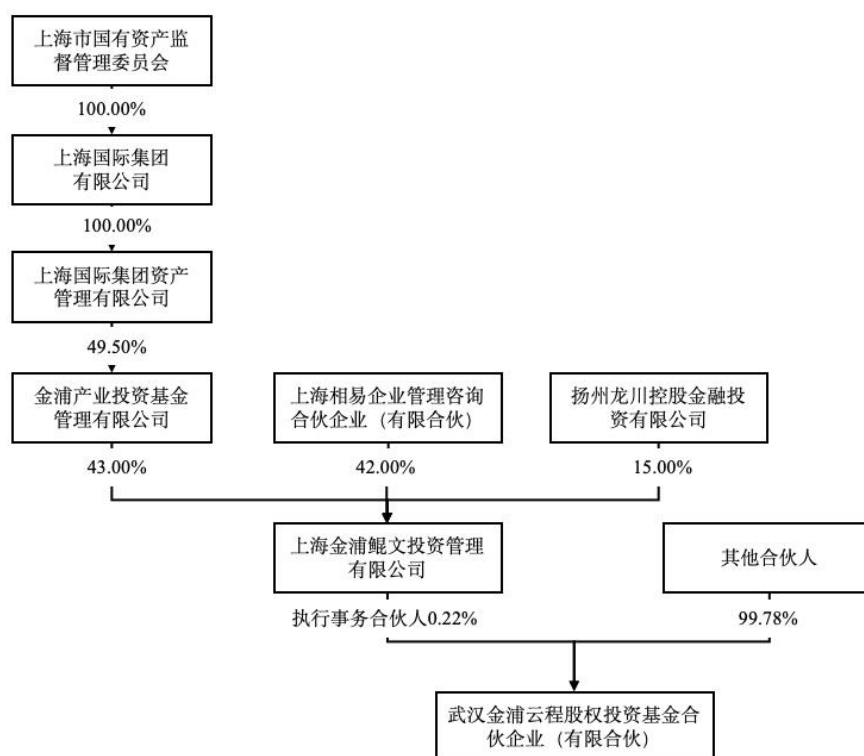 上海市国有资产监
督管理委员会
100.00%
上海国际集团
有限公司
100.00%
上海国际集团资产
管理有限公司
49.50%
金浦产业投资基金
管理有限公司
上海相易企业管理咨询
合伙企业（有限合伙）
扬州龙川控股金融投
资有限公司
43.00%
42.00%
15.00%
上海金浦鲲文投资管理
有限公司
其他合伙人
执行事务合伙人0.22%
99.78%
武汉金浦云程股权投资基金合
伙企业（有限合伙）